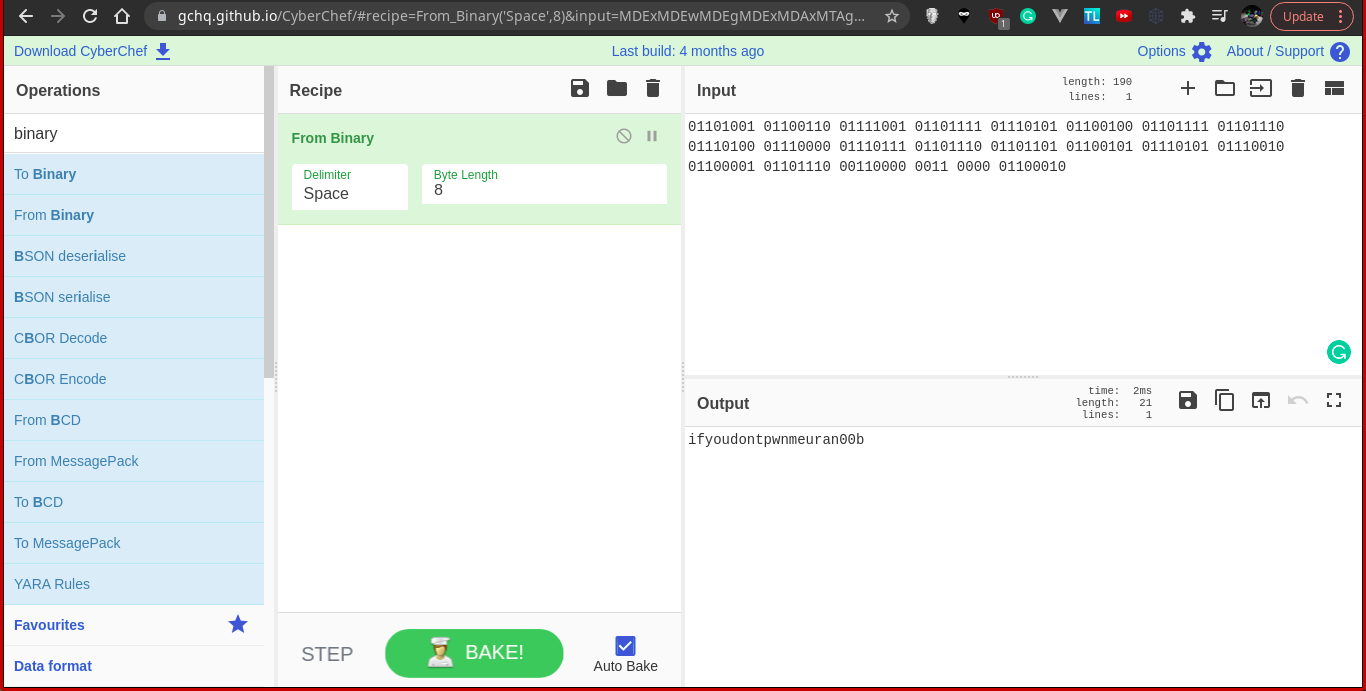 gchq.github.io/CyberChef/#recipe=From_Binary('Space',8)&input=MDExMDEwMDEgMDExMDAxMTAg...
UD
1
TL
Update
Download CyberChef
Last build: 4 months ago
Options
About / Support
Operations
binary
To Binary
From Binary
BSON deserialise
BSON serialise
CBOR Decode
CBOR Encode
From BCD
From MessagePack
To BCD
To MessagePack
YARA Rules
Favourites
Data format
Recipe
From Binary
Delimiter
Space
Byte Length
8
STEP
BAKE!
Auto Bake
Input
length: 190
lines: 1
01101001 01100110 01111001 01101111 01110101 01100100 01101111 01101110
01110100 01110000 01110111 01101110 01101101 01100101 01110101 01110010
01100001 01101110 00110000 0011 0000 01100010
Output
time: 2ms
length: 21
lines: 1
ifyoudontpwnmeuran00b